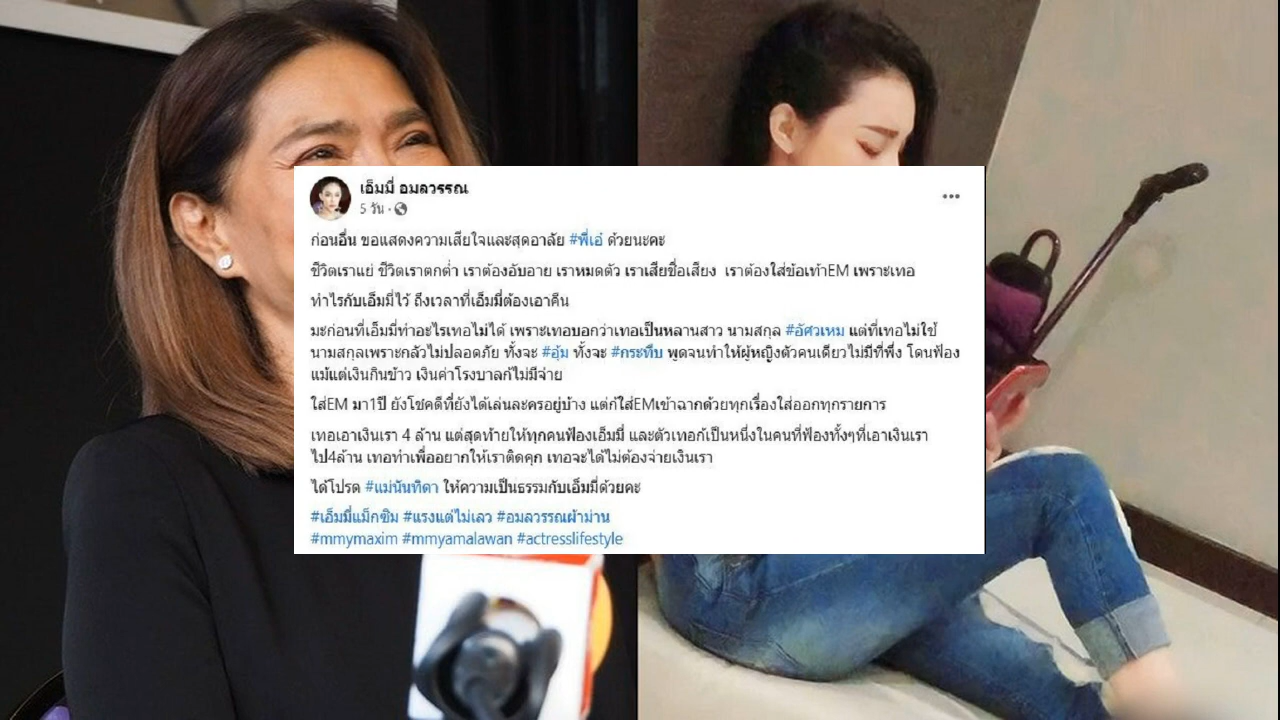 เอ็มมี่ อมลวรรณ
5 วัน ·
ก่อนอื่น ขอแสดงความเสียใจและสุดอาลัย #พี่เอ๋ ด้วยนะคะ
ชีวิตเราแย่ ชีวิตเราตกต่ำ เราต้องอับอาย เราหมดตัว เราเสียชื่อเสียง เราต้องใส่ข้อเท้าEM เพราะเทอ
ทำไรกับเอ็มมี่ไว้ ถึงเวลาที่เอ็มมี่ต้องเอาคืน
มะก่อนที่เอ็มมี่ทำอะไรเทอไม่ได้ เพราะเทอบอกว่าเทอเป็นหลานสาว นามสกุล #อัศวเหม แต่ที่เทอไม่ใช้
นามสกุลเพราะกลัวไม่ปลอดภัย ทั้งจะ #อุ้ม ทั้งจะ #กระทืบ พูดจนทำให้ผู้หญิงตัวคนเดียวไม่มีที่พึ่ง โดนฟ้อง
แม้แต่เงินกินข้าว เงินค่าโรงบาลก้ไม่มีจ่าย
ใส่EM มา1ปี ยังโชคดีที่ยังได้เล่นละครอยู่บ้าง แต่ก้ใส่EMเข้าฉากด้วยทุกเรื่องใส่ออกทุกรายการ
เทอเอาเงินเรา 4 ล้าน แต่สุดท้ายให้ทุกคนฟ้องเอ็มมี่ และตัวเทอก้เป็นหนึ่งในคนที่ฟ้องทั้งๆที่เอาเงินเรา
ไป4ล้าน เทอทำเพื่ออยากให้เราติดคุก เทอจะได้ไม่ต้องจ่ายเงินเรา
ได้โปรด #แม่นันทิดา ให้ความเป็นธรรมกับเอ็มมี่ด้วยคะ
#เอ็มมี่แม็กซิม #แรงแต่ไม่เลว #อมลวรรณผ้าม่าน
#mmymaxim #mmyamalawan #actresslifestyle